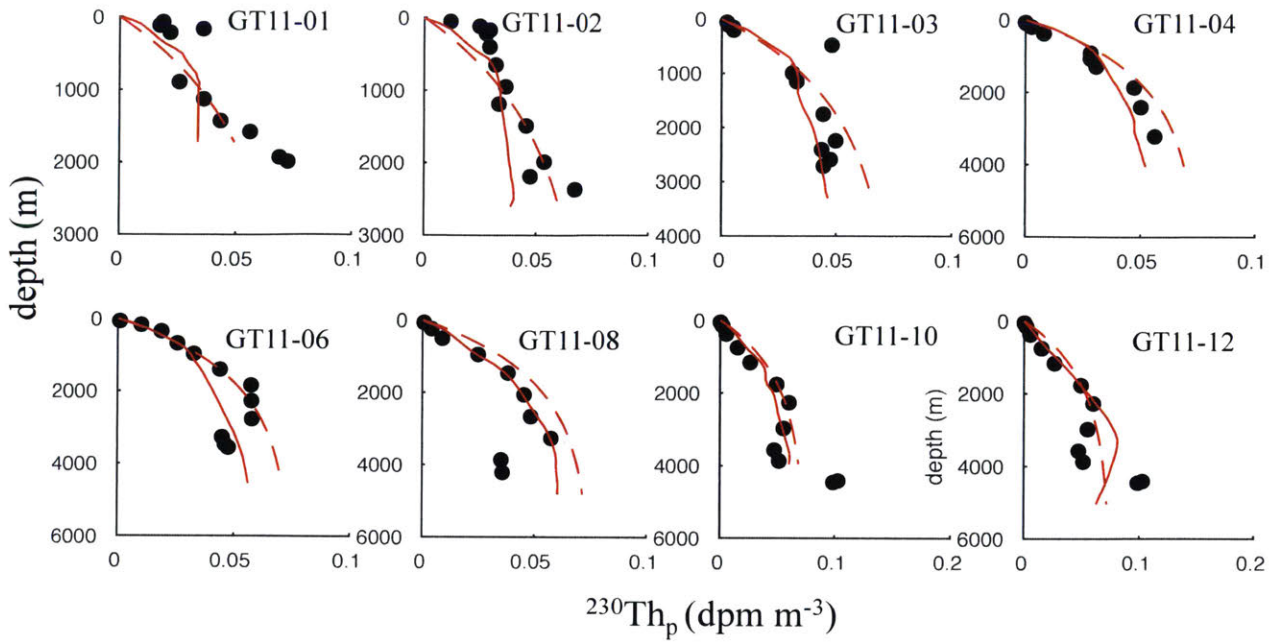 GT11-01 GT11-02 GT11-03 GT11-04
0 0 0 0
1000 1000 1000 2000
2000 2000 2000 4000
3000 3000 3000 6000
4000
0 0.05 0.1 0 0.05 0.1 0 0.05 0.1 0 0.05 0.1
depth (m)
GT11-06 GT11-08 GT11-10 GT11-12
0 0 0 0
2000 2000 2000 2000
4000 4000 4000 4000
6000 6000 6000 6000
depth (m)
0 0.05 0.1 0 0.05 0.1 0 0.1 0.2 0 0.1 0.2
²³⁰Thₚ (dpm m⁻³)